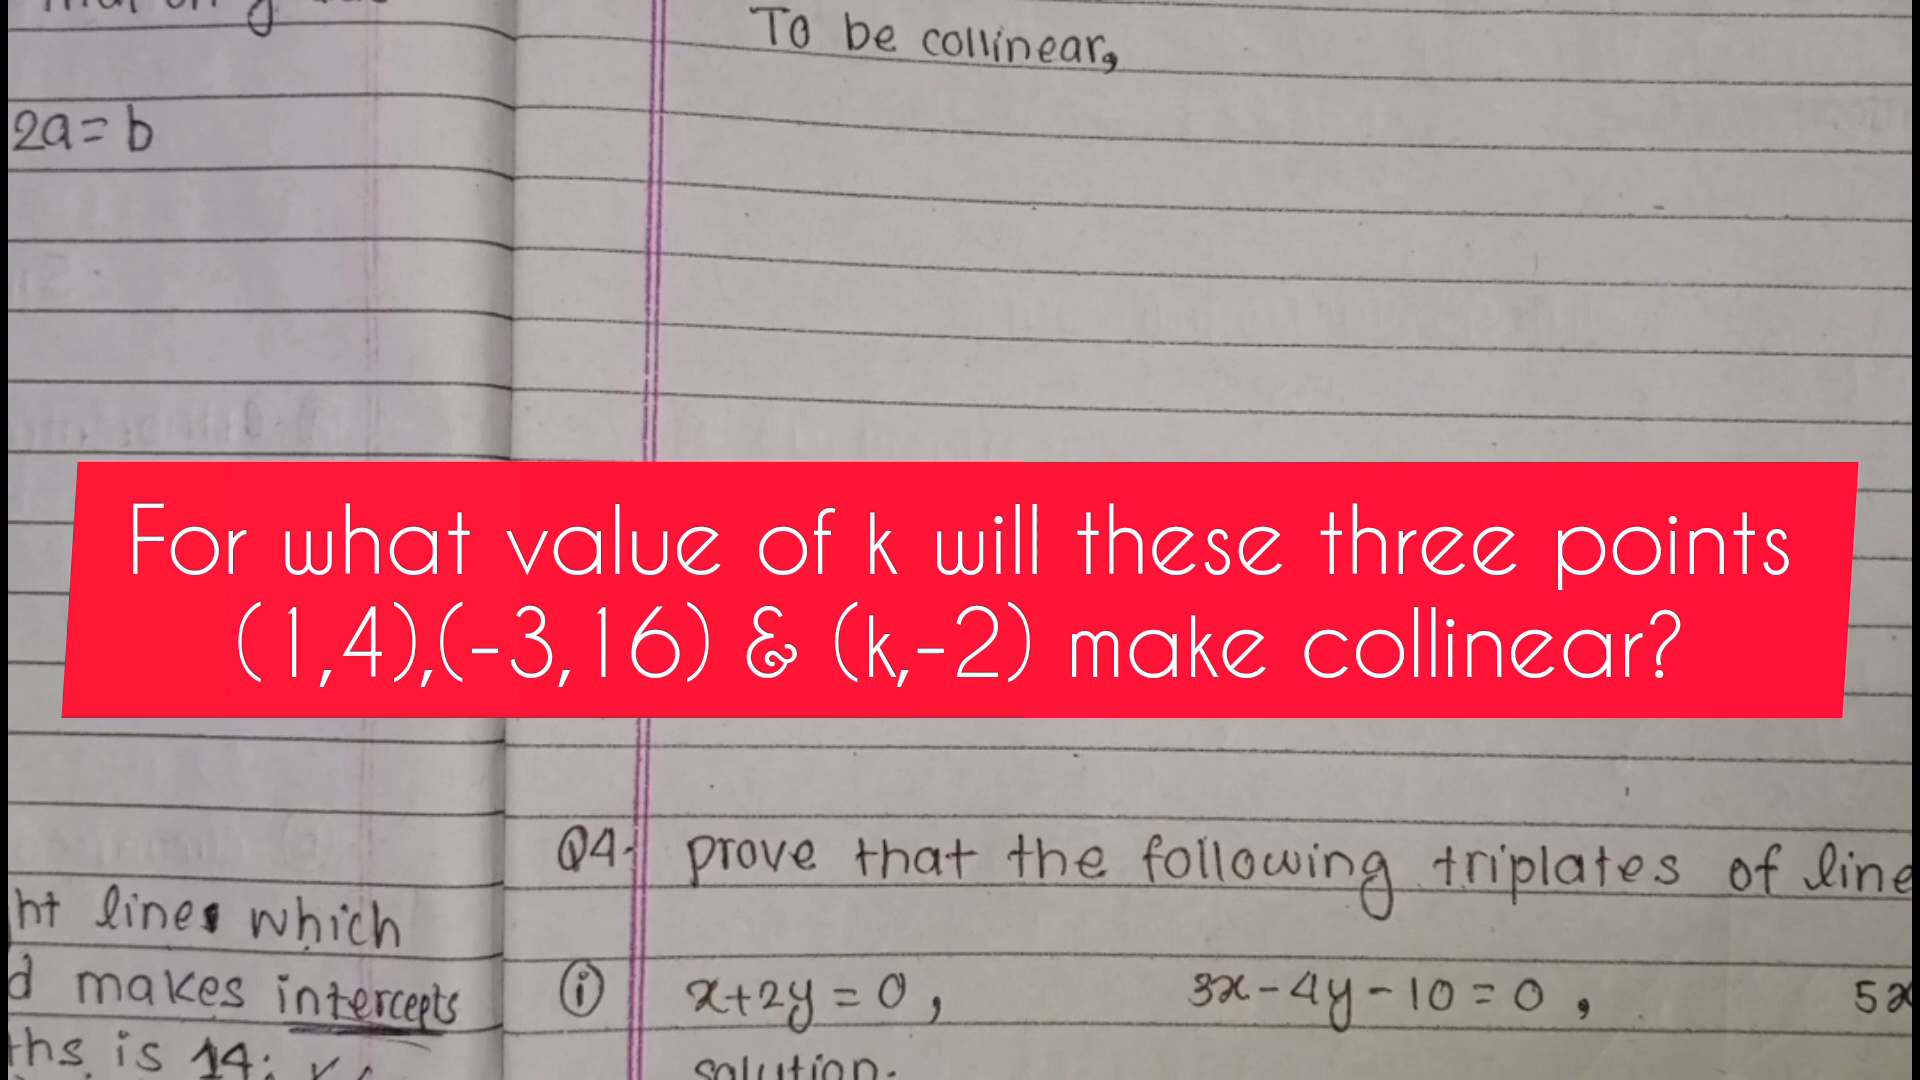 To be collinear,
2a=b
For what value of k will these three points
(1,4),(-3,16) & (k,-2) make collinear?
Q4. prove that the following triplates of line
ht lines which
d makes intercepts
ths is 14.
(i) x+2y=0, 3x-4y-10=0, 5x
solution.